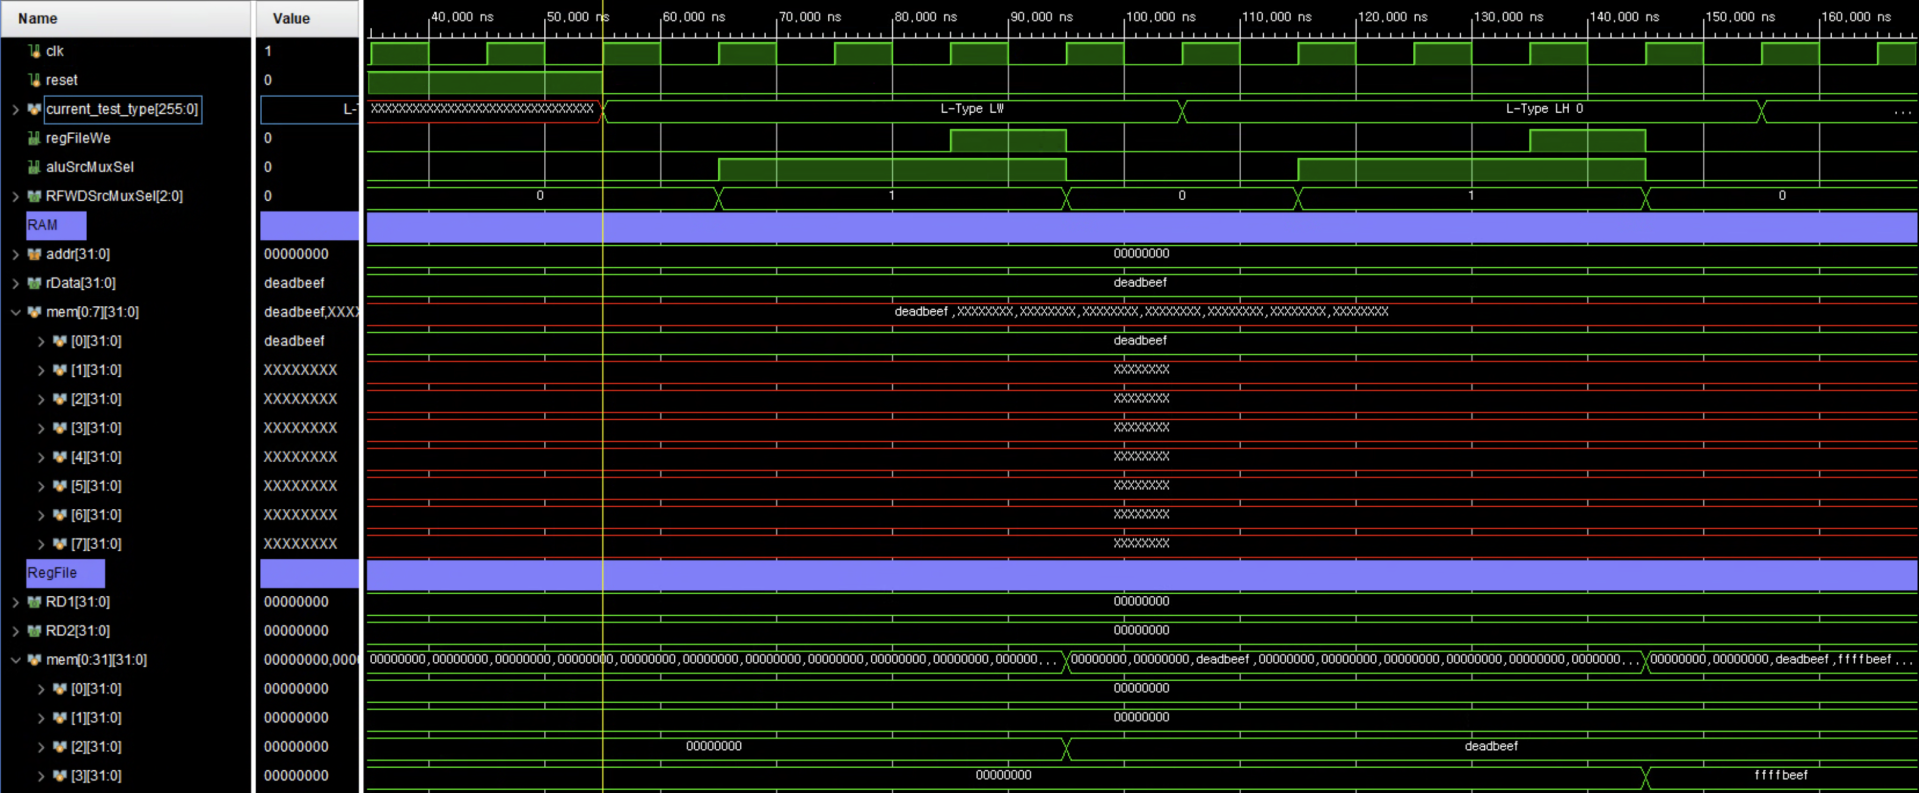 Name Value 40,000 ns 50,000 ns 60,000 ns 70,000 ns 80,000 ns 90,000 ns 100,000 ns 110,000 ns 120,000 ns 130,000 ns 140,000 ns 150,000 ns 160,000 ns
clk 1
reset 0
current_test_type[255:0] L- XXXXXXXXXXXXXXXXXXXXXXXXXXXXXXXX L-Type LW L-Type LH 0 ...
regFileWe 0
aluSrcMuxSel 0
RFWDSrcMuxSel[2:0] 0 0 1 0 1 0
RAM
addr[31:0] 00000000 00000000
rData[31:0] deadbeef deadbeef
mem[0:7][31:0] deadbeef,XXXX deadbeef,XXXXXXXX,XXXXXXXX,XXXXXXXX,XXXXXXXX,XXXXXXXX,XXXXXXXX,XXXXXXXX
[0][31:0] deadbeef deadbeef
[1][31:0] XXXXXXXX XXXXXXXX
[2][31:0] XXXXXXXX XXXXXXXX
[3][31:0] XXXXXXXX XXXXXXXX
[4][31:0] XXXXXXXX XXXXXXXX
[5][31:0] XXXXXXXX XXXXXXXX
[6][31:0] XXXXXXXX XXXXXXXX
[7][31:0] XXXXXXXX XXXXXXXX
RegFile
RD1[31:0] 00000000 00000000
RD2[31:0] 00000000 00000000
mem[0:31][31:0] 00000000,000 00000000,00000000,00000000,00000000,00000000,00000000,00000000,00000000,00000000,00000000,000000... 00000000,00000000,deadbeef,00000000,00000000,00000000,00000000,00000000,0000000... 00000000,00000000,deadbeef,ffffbeef...
[0][31:0] 00000000 00000000
[1][31:0] 00000000 00000000
[2][31:0] 00000000 00000000 deadbeef
[3][31:0] 00000000 00000000 ffffbeef